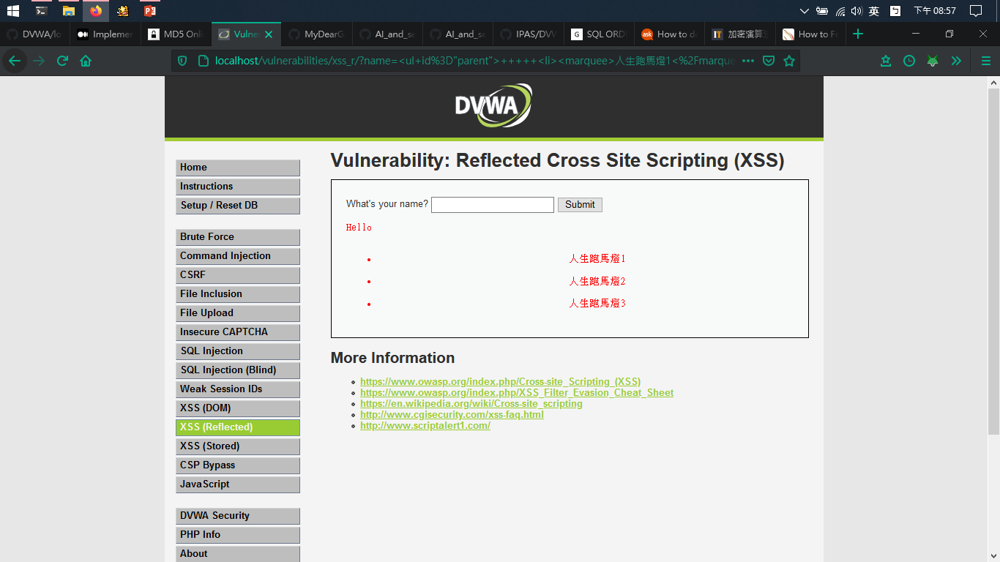 英
下午 08:57
DVWA/lo
Implemen
MD5 Onli
Vulne
MyDearG
AI_and_se
AI_and_se
IPAS/DVW
SQL ORD
How to d
加密演算
How to Fo
localhost/vulnerabilities/xss_r/?name=<ul+id%3D"parent">+++++<li><marquee>人生跑馬燈1<%2Fmarque
DVWA
Vulnerability: Reflected Cross Site Scripting (XSS)
Home
Instructions
Setup / Reset DB
Brute Force
Command Injection
CSRF
File Inclusion
File Upload
Insecure CAPTCHA
SQL Injection
SQL Injection (Blind)
Weak Session IDs
XSS (DOM)
XSS (Reflected)
XSS (Stored)
CSP Bypass
JavaScript
DVWA Security
PHP Info
About
What's your name? Submit
Hello
人生跑馬燈1
人生跑馬燈2
人生跑馬燈3
More Information
https://www.owasp.org/index.php/Cross-site_Scripting_(XSS)
https://www.owasp.org/index.php/XSS_Filter_Evasion_Cheat_Sheet
https://en.wikipedia.org/wiki/Cross-site_scripting
http://www.cgisecurity.com/xss-faq.html
http://www.scriptalert1.com/